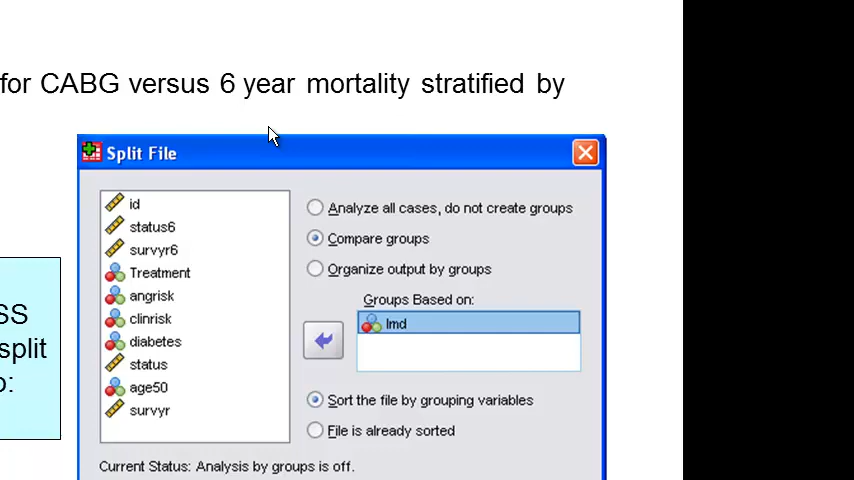 for CABG versus 6 year mortality stratified by
Split File
id
status6
survyr6
Treatment
angrisk
clinrisk
diabetes
status
age50
survyr
Analyze all cases, do not create groups
Compare groups
Organize output by groups
Groups Based on:
lmd
Sort the file by grouping variables
File is already sorted
Current Status: Analysis by groups is off.
SS
split
o: